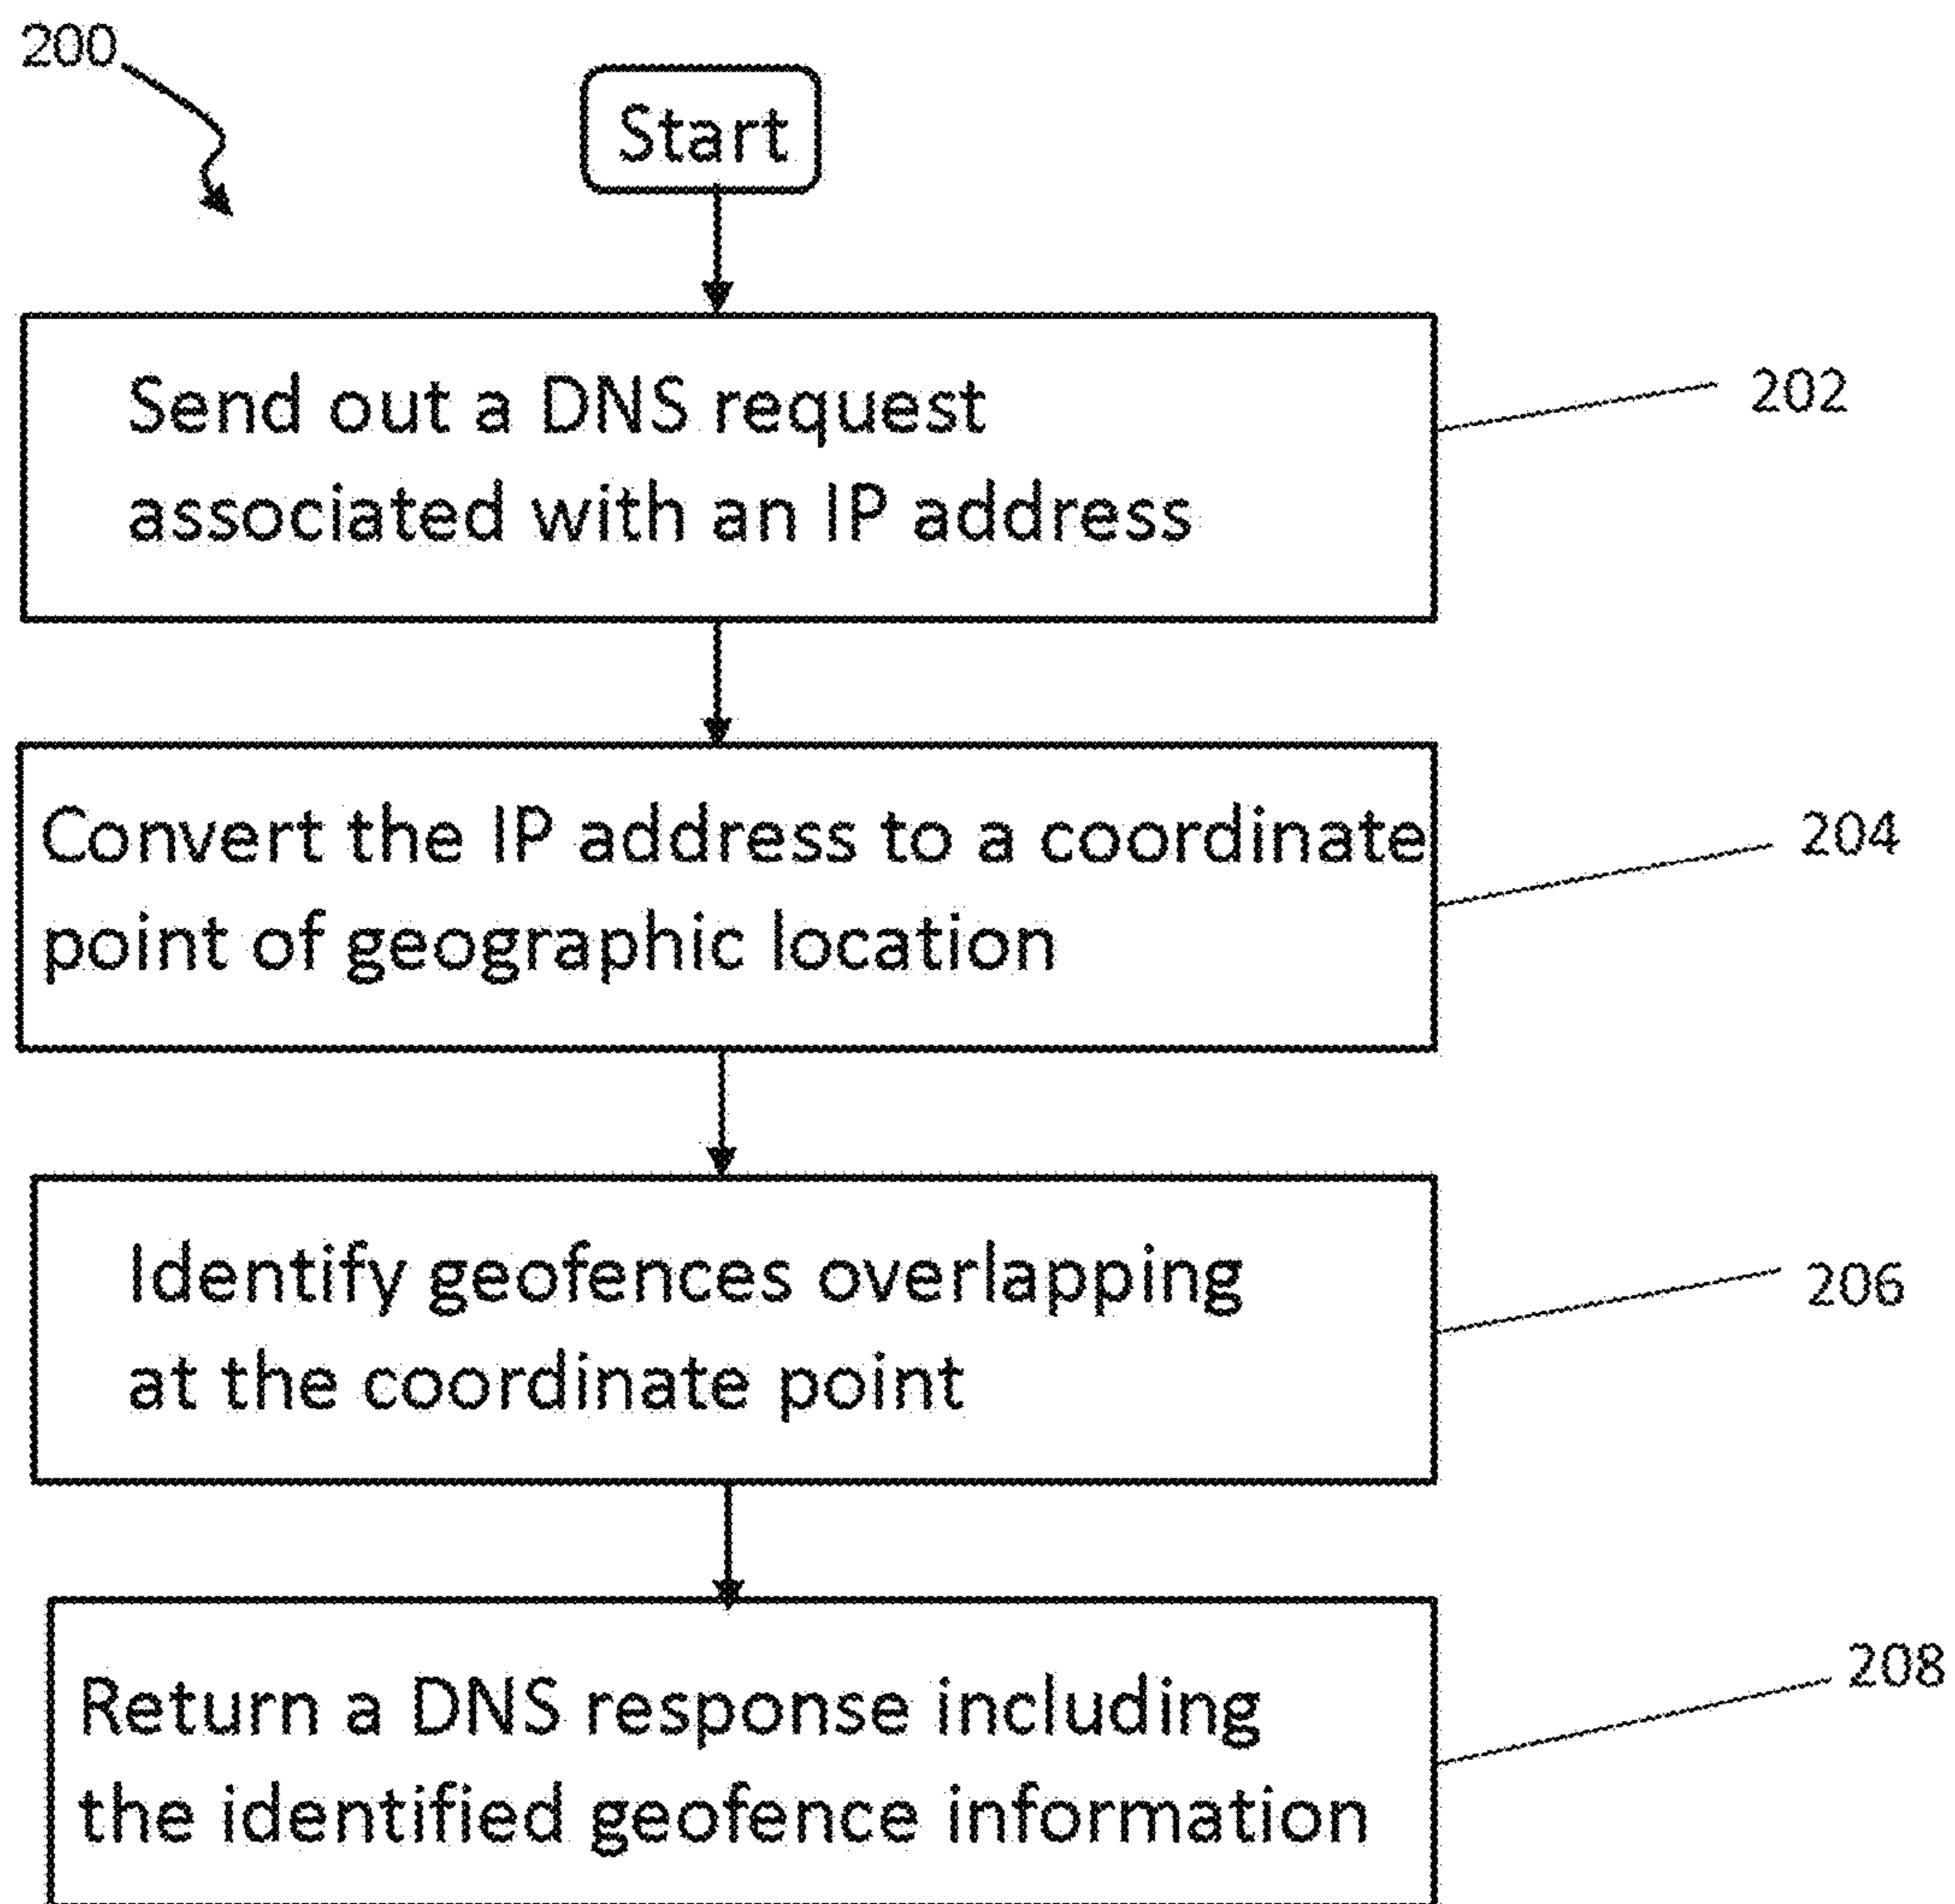 200
Start
Send out a DNS request
associated with an IP address
202
Convert the IP address to a coordinate
point of geographic location
204
Identify geofences overlapping
at the coordinate point
206
Return a DNS response including
the identified geofence information
208